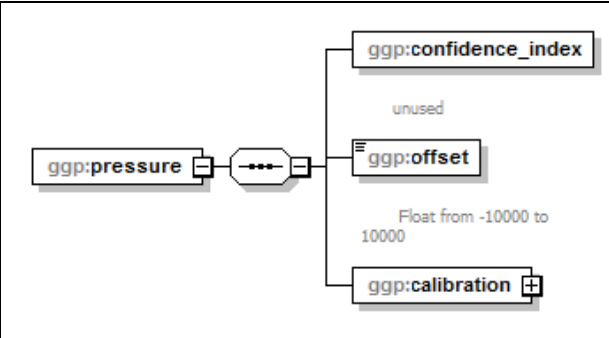 ggp:confidence_index
unused
ggp:pressure
ggp:offset
Float from -10000 to
10000
ggp:calibration